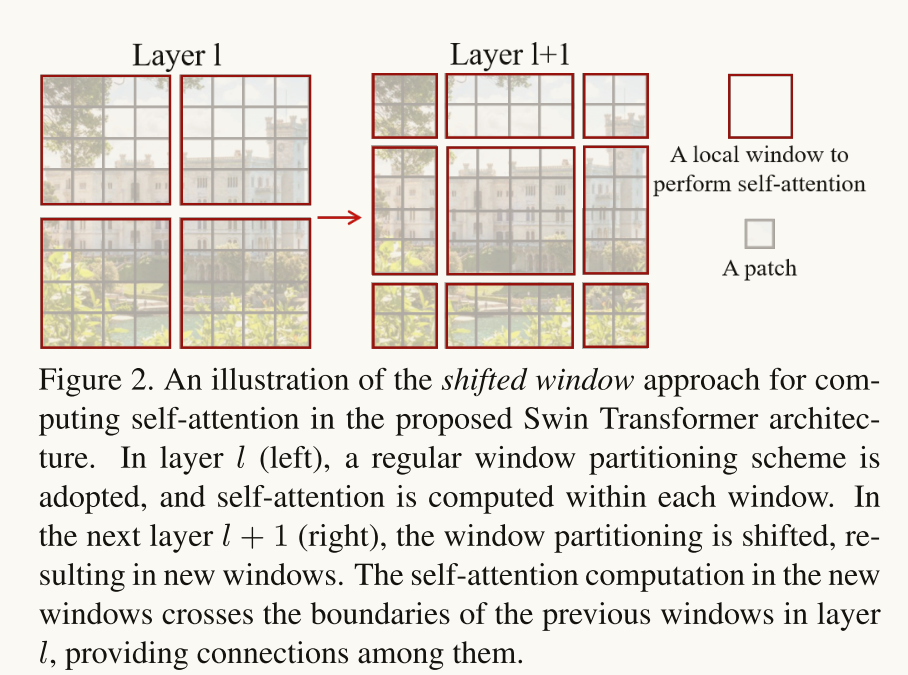 Layer l
Layer l+1
A local window to
perform self-attention
A patch
Figure 2. An illustration of the shifted window approach for com-
puting self-attention in the proposed Swin Transformer architec-
ture. In layer l (left), a regular window partitioning scheme is
adopted, and self-attention is computed within each window. In
the next layer l + 1 (right), the window partitioning is shifted, re-
sulting in new windows. The self-attention computation in the new
windows crosses the boundaries of the previous windows in layer
l, providing connections among them.